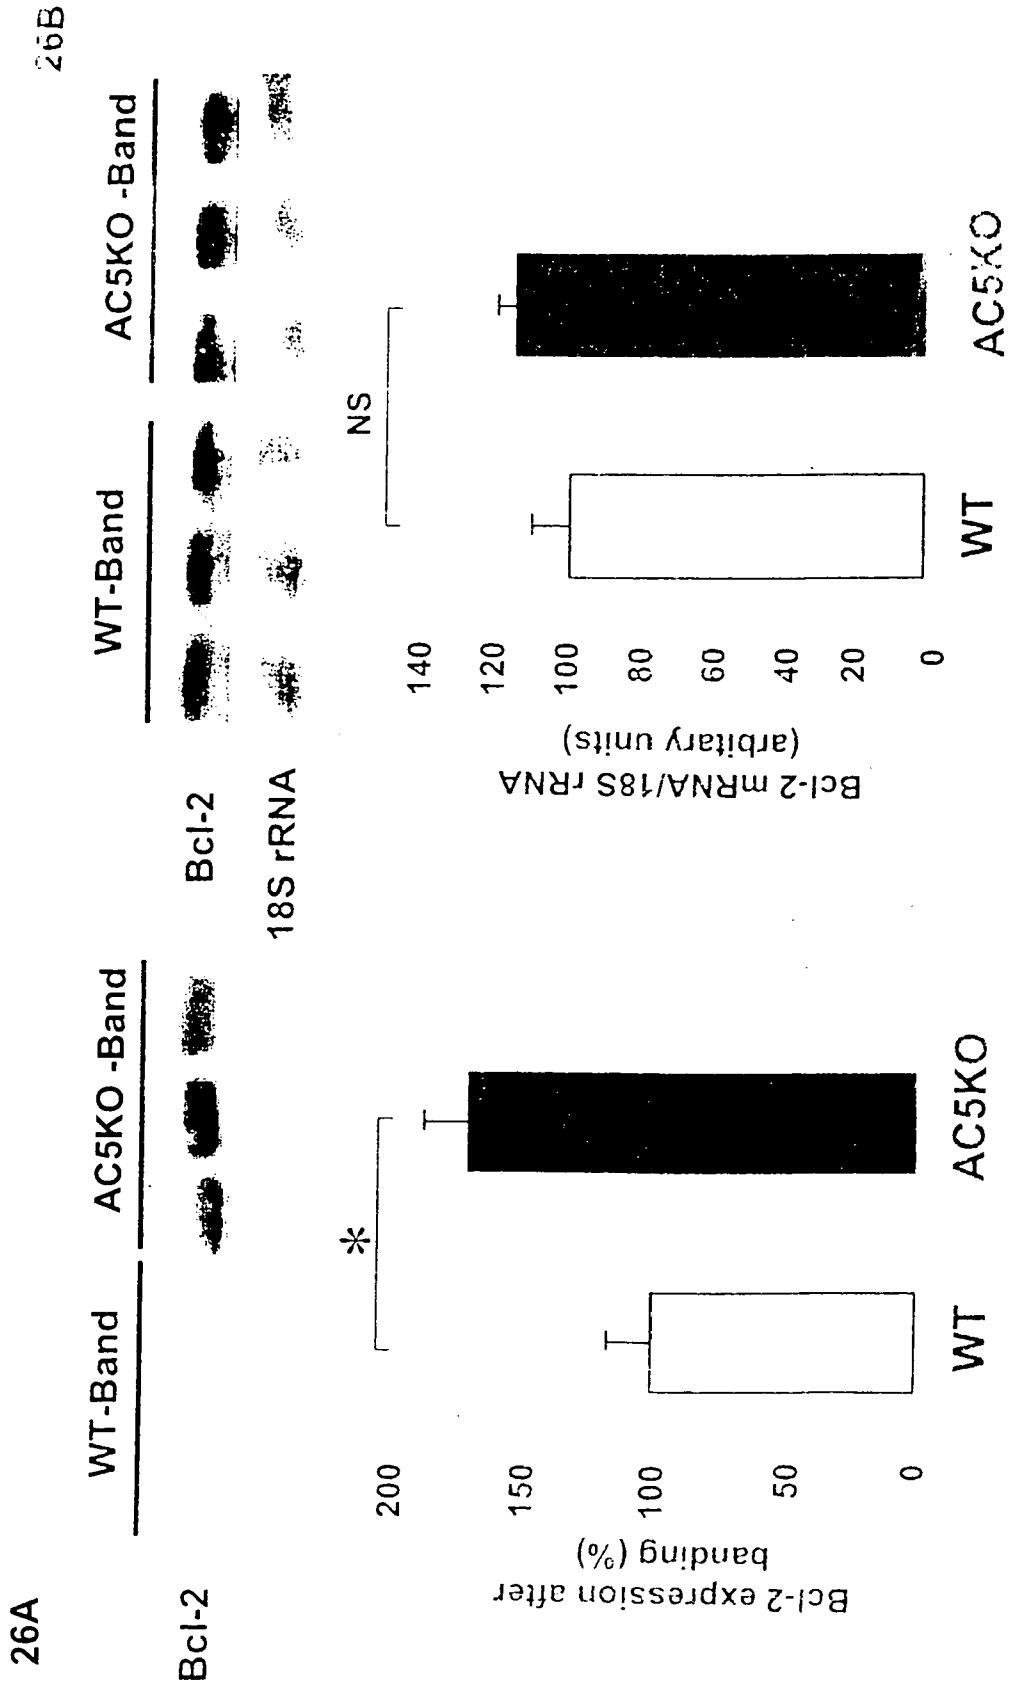 26A
WT-Band
AC5KO -Band
Bcl-2
Bcl-2 expression after
banding (%)
200
150
100
50
0
*
WT
AC5KO
26B
WT-Band
AC5KO -Band
Bcl-2
18S rRNA
Bcl-2 mRNA/18S rRNA
(arbitary units)
140
120
100
80
60
40
20
0
NS
WT
AC5KO